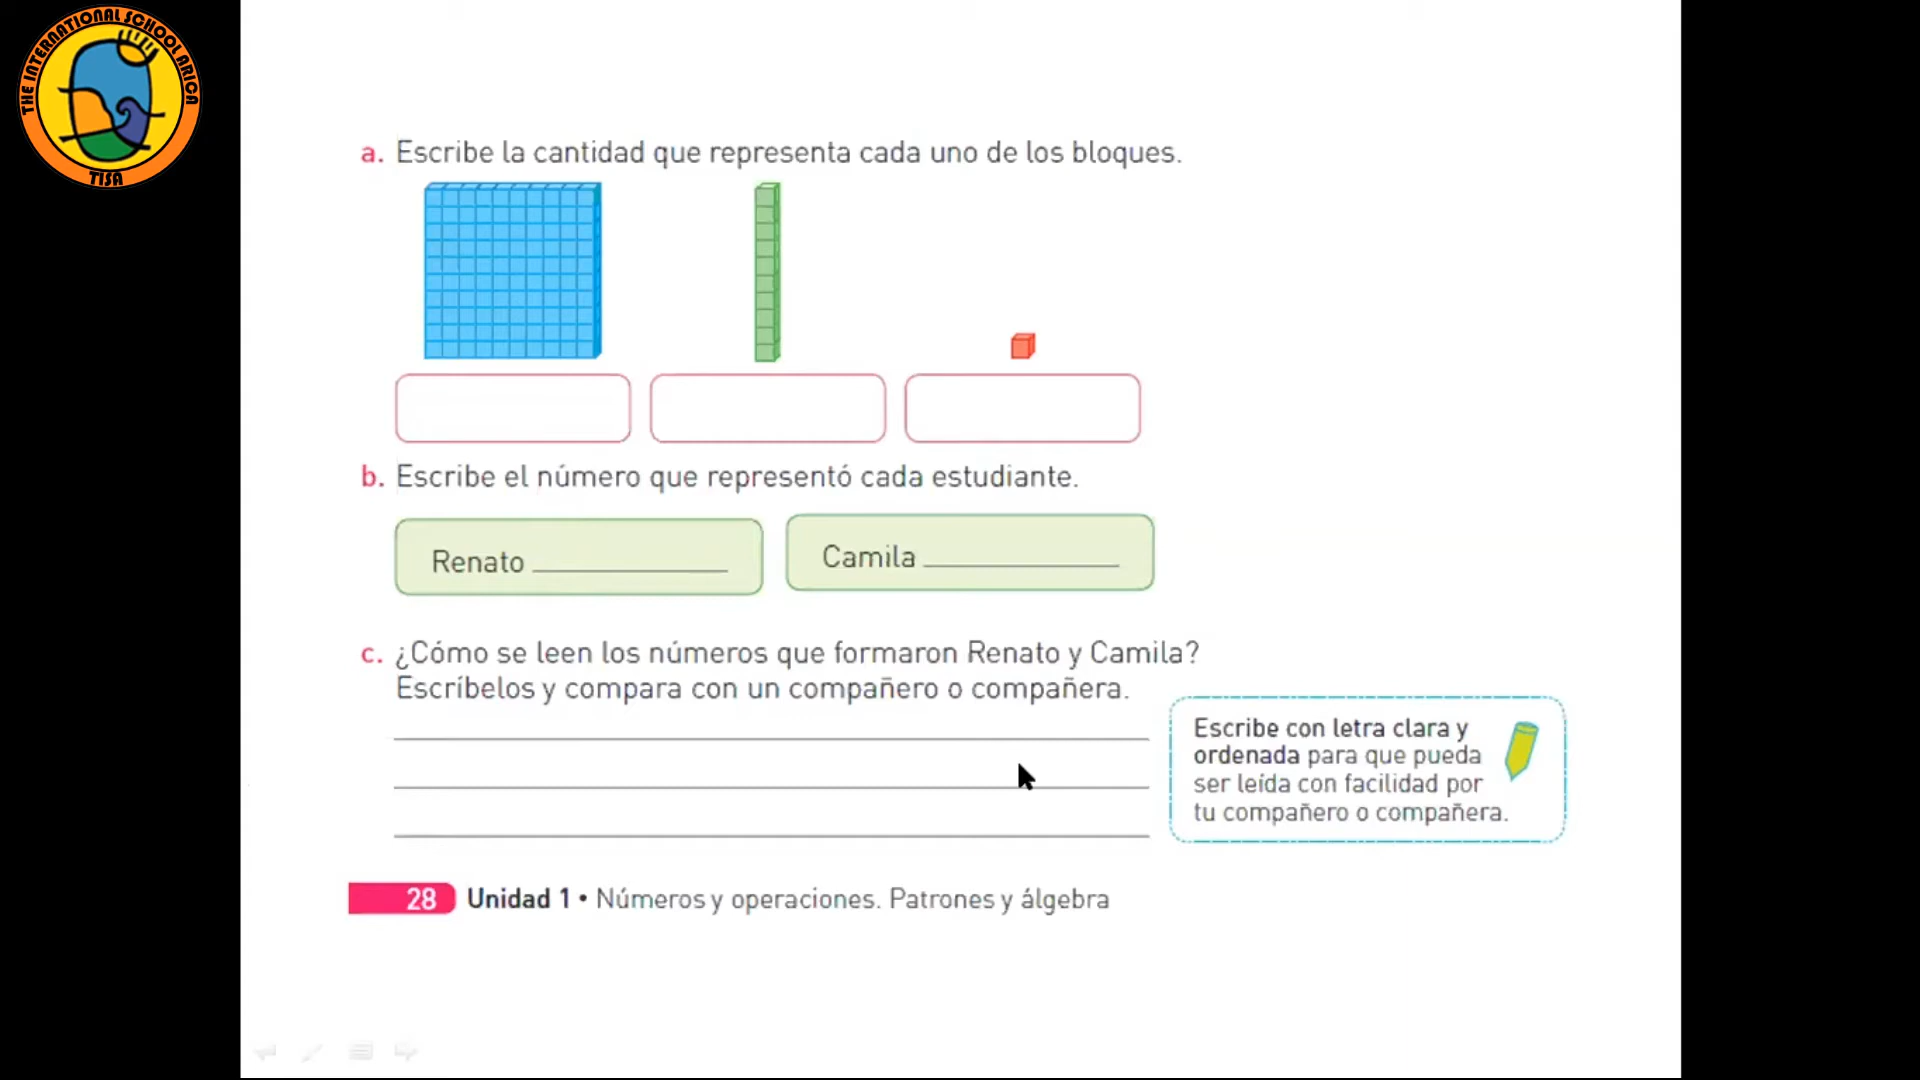 THE INTERNATIONAL SCHOOL ARICA
TISA
a. Escribe la cantidad que representa cada uno de los bloques.
b. Escribe el número que representó cada estudiante.
Renato
Camila
c. ¿Cómo se leen los números que formaron Renato y Camila?
Escríbelos y compara con un compañero o compañera.
Escribe con letra clara y
ordenada para que pueda
ser leída con facilidad por
tu compañero o compañera.
28 Unidad 1 • Números y operaciones. Patrones y álgebra